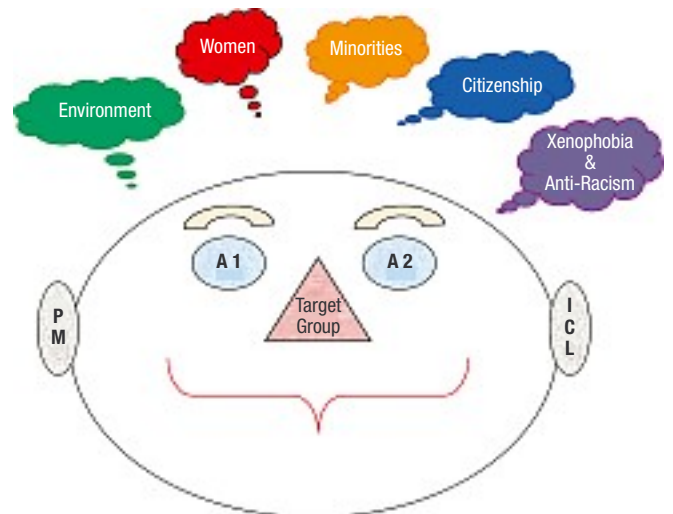 Women
Minorities
Environment
Citizenship
Xenophobia
&
Anti-Racism
A 1
A 2
Target
Group
P
M
I
C
L